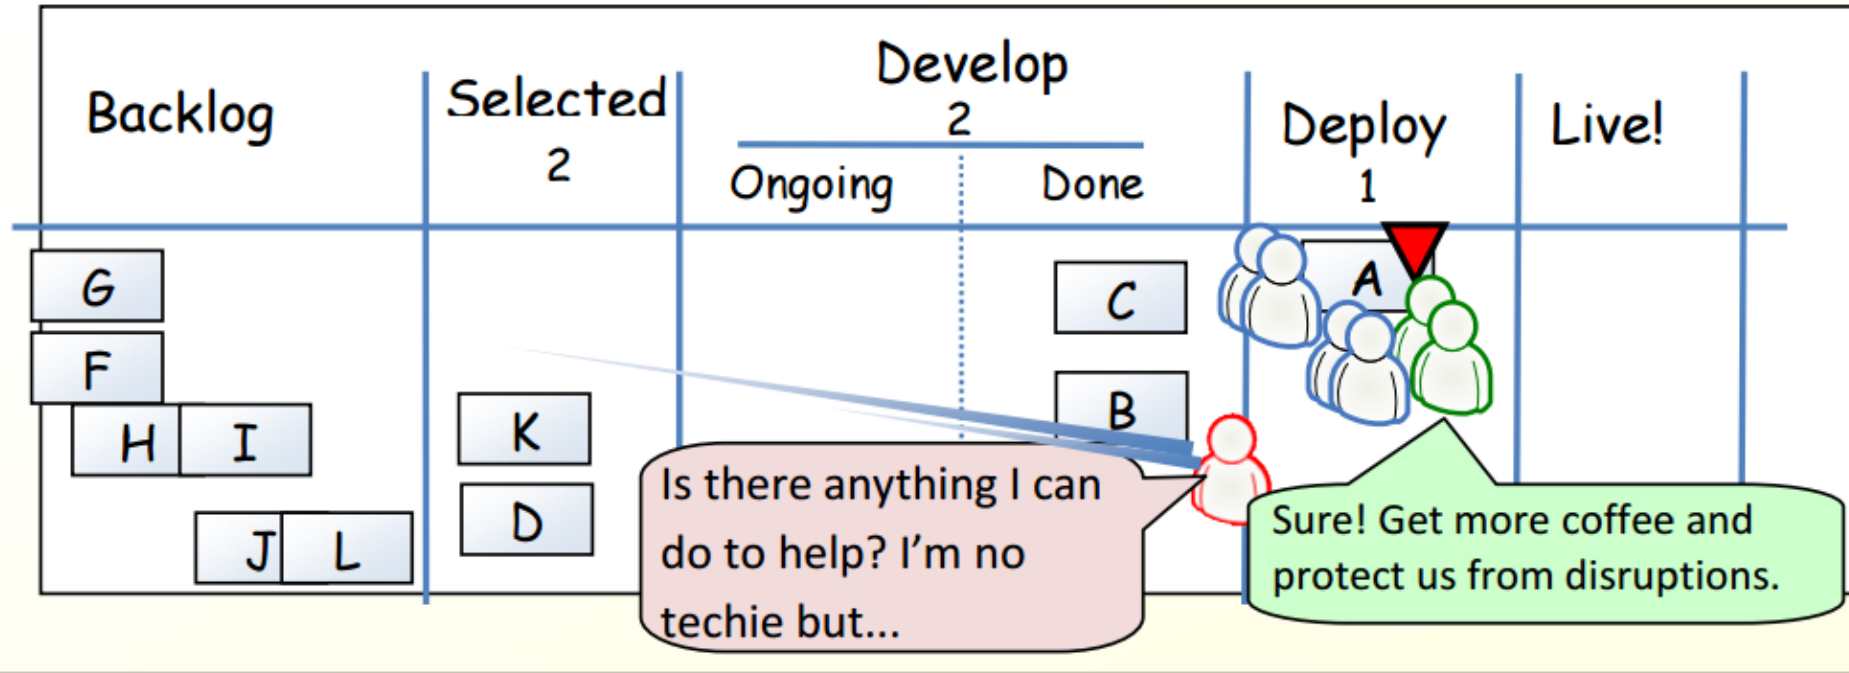 Backlog
Selected
2
Develop
2
Ongoing
Done
Deploy
1
Live!
G
F
H
I
J
L
K
D
C
B
A
Is there anything I can
do to help? I'm no
techie but...
Sure! Get more coffee and
protect us from disruptions.